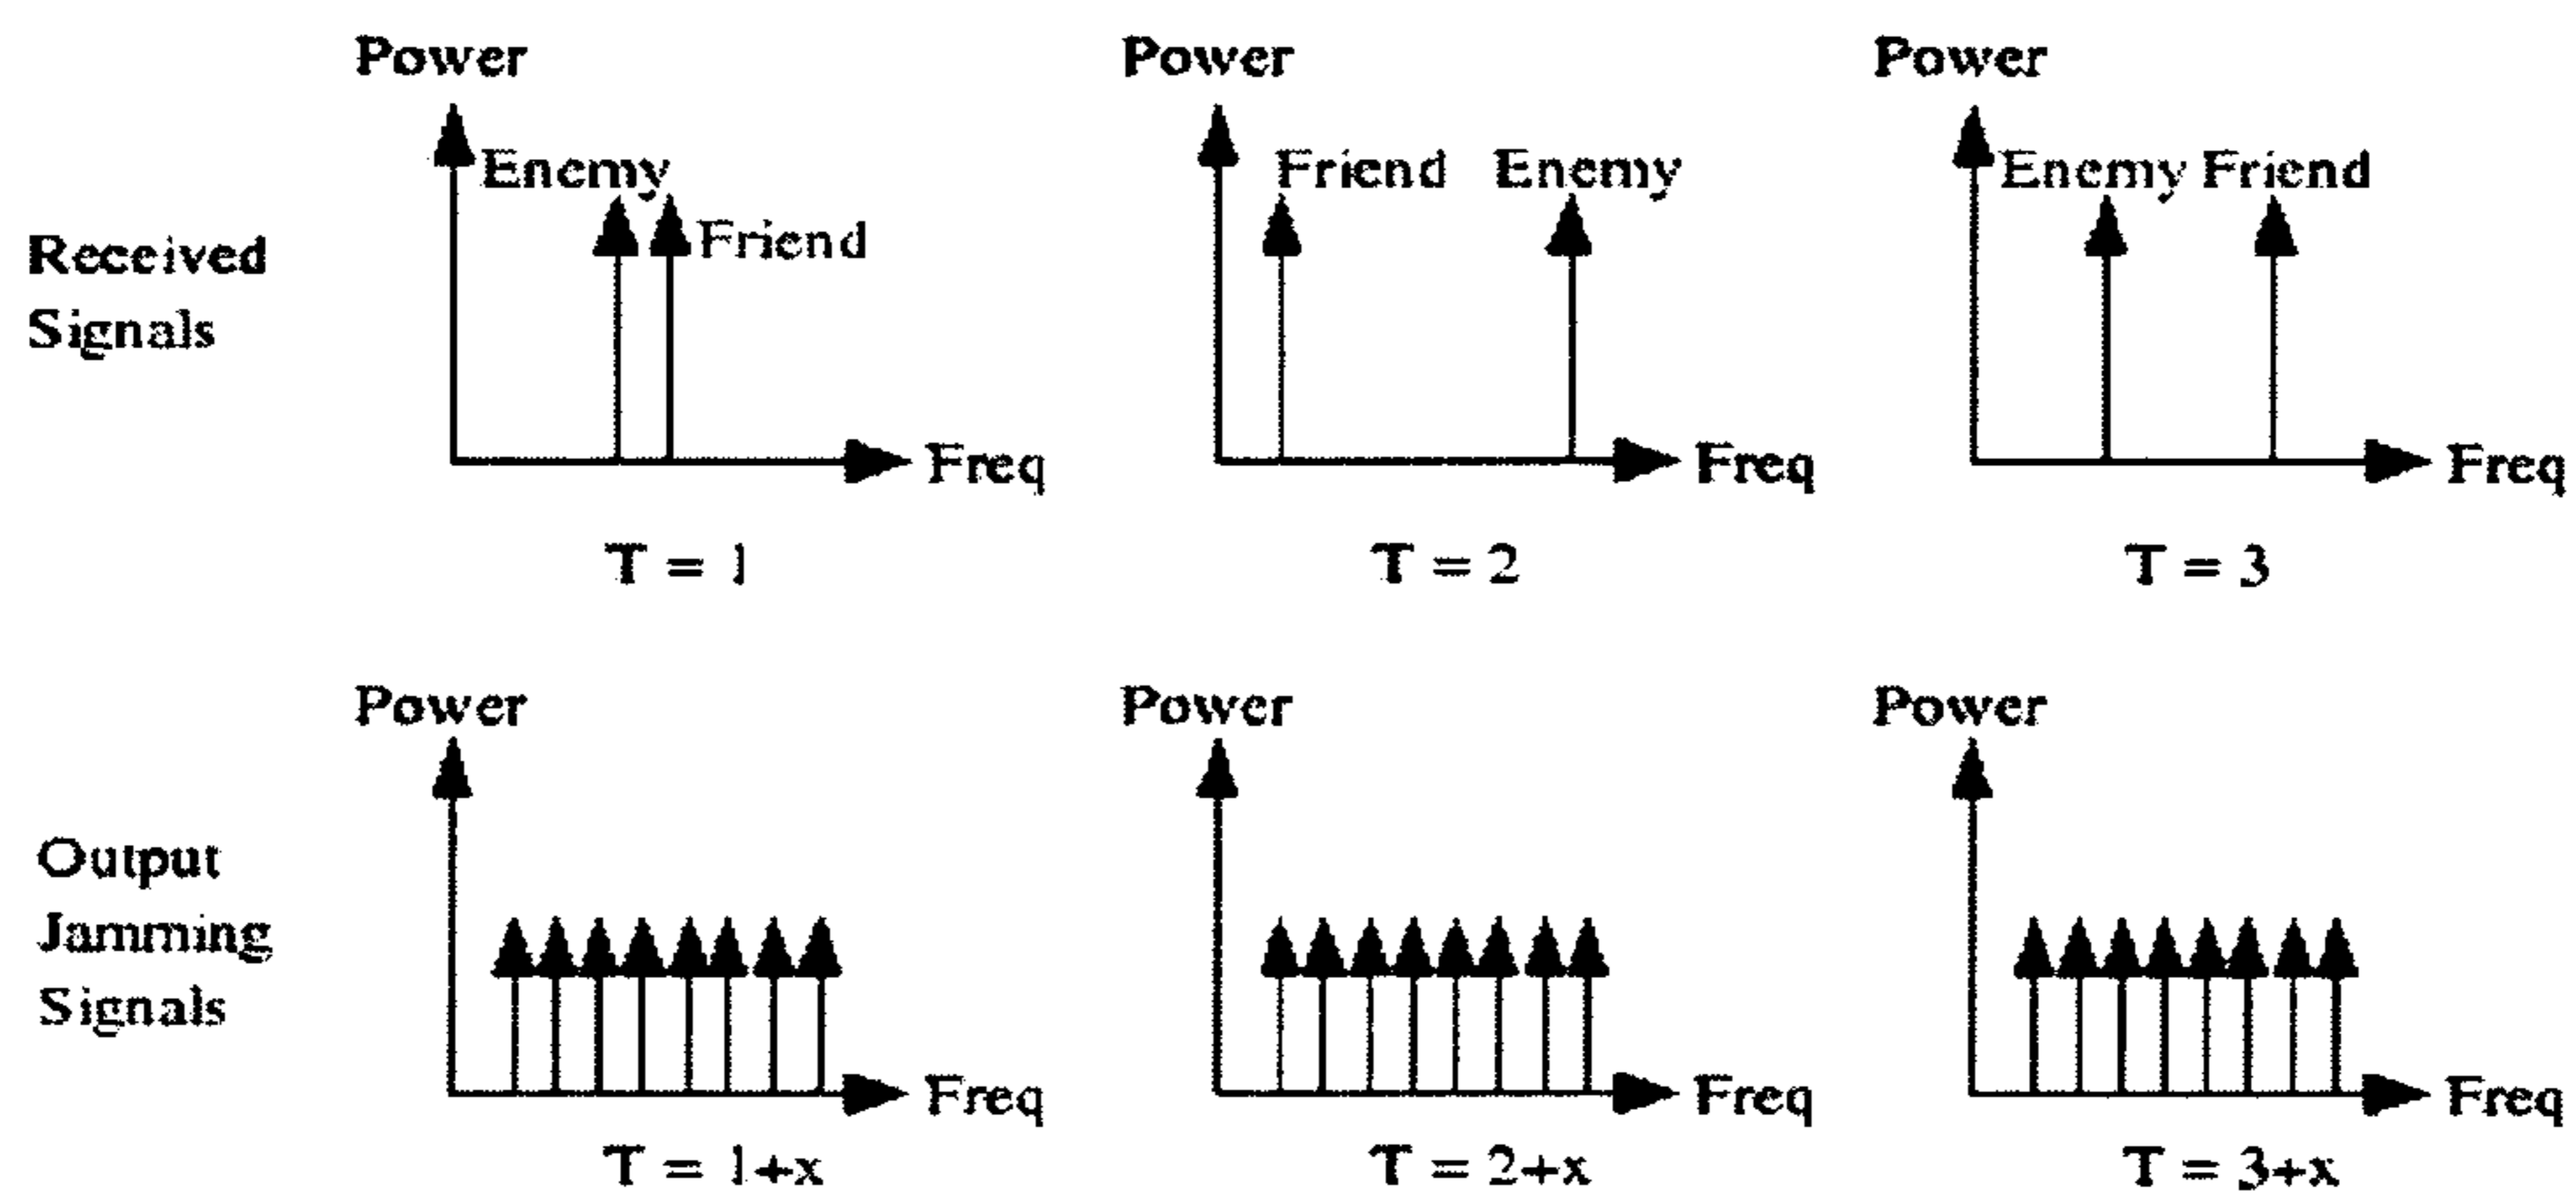 Power
Power
Power
Enemy
Friend
Friend Enemy
Enemy Friend
Received
Signals
Freq
Freq
Freq
T = 1
T = 2
T = 3
Power
Power
Power
Output
Jamming
Signals
Freq
Freq
Freq
T = 1+x
T = 2+x
T = 3+x